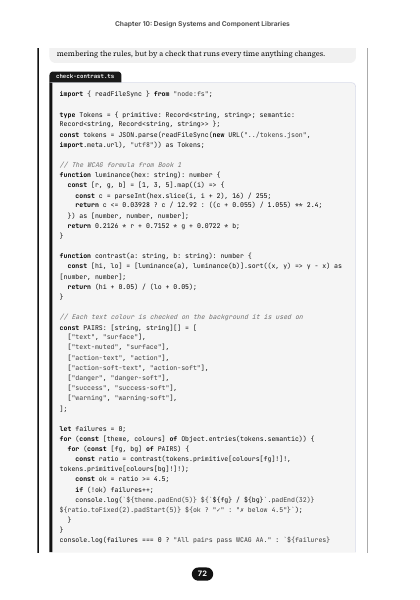 Chapter 10: Design Systems and Component Libraries
membering the rules, but by a check that runs every time anything changes.
check-contrast.ts
import { readFileSync } from "node:fs";
type Tokens = { primitive: Record<string, string>; semantic:
Record<string, Record<string, string>> };
const tokens = JSON.parse(readFileSync(new URL("../tokens.json",
import.meta.url), "utf8")) as Tokens;
// The WCAG formula from Book 1
function luminance(hex: string): number {
  const [r, g, b] = [1, 3, 5].map((i) => {
    const c = parseInt(hex.slice(i, i + 2), 16) / 255;
    return c <= 0.03928 ? c / 12.92 : ((c + 0.055) / 1.055) ** 2.4;
  }) as [number, number, number];
  return 0.2126 * r + 0.7152 * g + 0.0722 * b;
}
function contrast(a: string, b: string): number {
  const [hi, lo] = [luminance(a), luminance(b)].sort((x, y) => y - x) as
[number, number];
  return (hi + 0.05) / (lo + 0.05);
}
// Each text colour is checked on the background it is used on
const PAIRS: [string, string][] = [
  ["text", "surface"],
  ["text-muted", "surface"],
  ["action-text", "action"],
  ["action-soft-text", "action-soft"],
  ["danger", "danger-soft"],
  ["success", "success-soft"],
  ["warning", "warning-soft"],
];
let failures = 0;
for (const [theme, colours] of Object.entries(tokens.semantic)) {
  for (const [fg, bg] of PAIRS) {
    const ratio = contrast(tokens.primitive[colours[fg]!]!,
tokens.primitive[colours[bg]!]!);
    const ok = ratio >= 4.5;
    if (!ok) failures++;
    console.log(`${theme.padEnd(5)} ${`${fg} / ${bg}`.padEnd(32)}
${ratio.toFixed(2).padStart(5)} ${ok ? "✓" : "✗ below 4.5"}`);
  }
}
console.log(failures === 0 ? "All pairs pass WCAG AA." : `${failures}
72